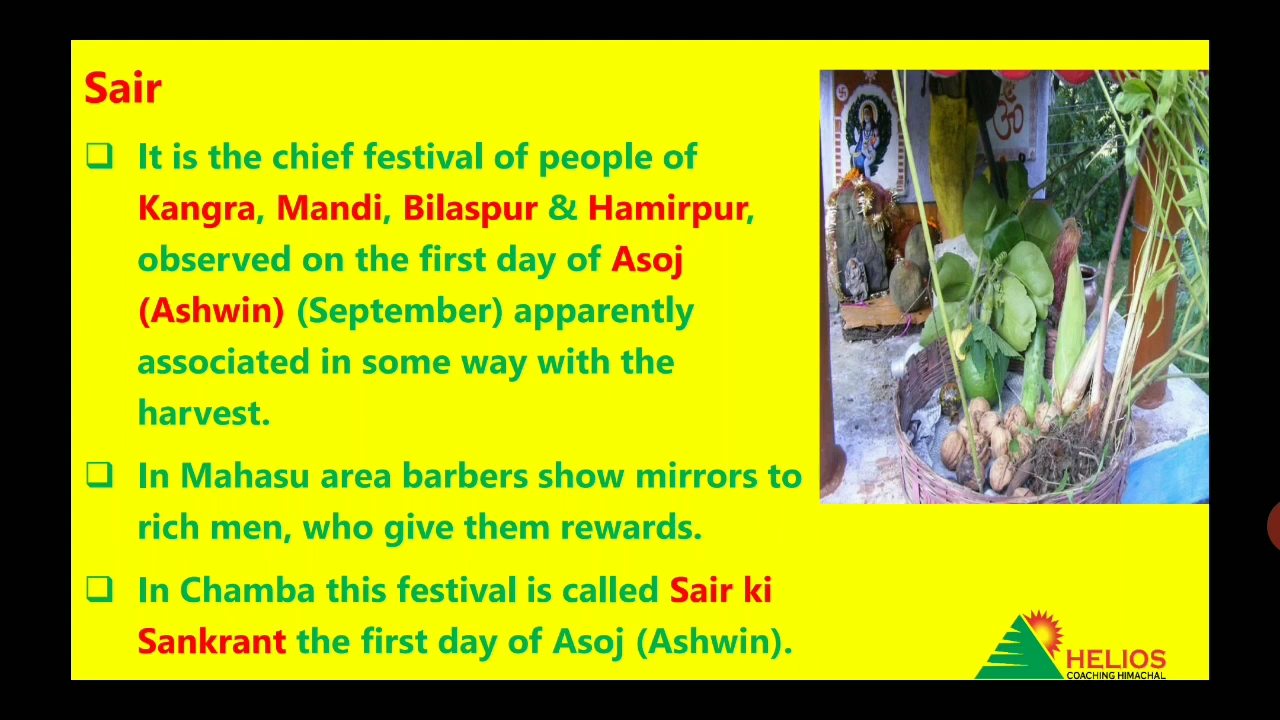 Sair
❑ It is the chief festival of people of
Kangra, Mandi, Bilaspur & Hamirpur,
observed on the first day of Asoj
(Ashwin) (September) apparently
associated in some way with the
harvest.
❑ In Mahasu area barbers show mirrors to
rich men, who give them rewards.
❑ In Chamba this festival is called Sair ki
Sankrant the first day of Asoj (Ashwin).
ॐ
HELIOS
COACHING HIMACHAL